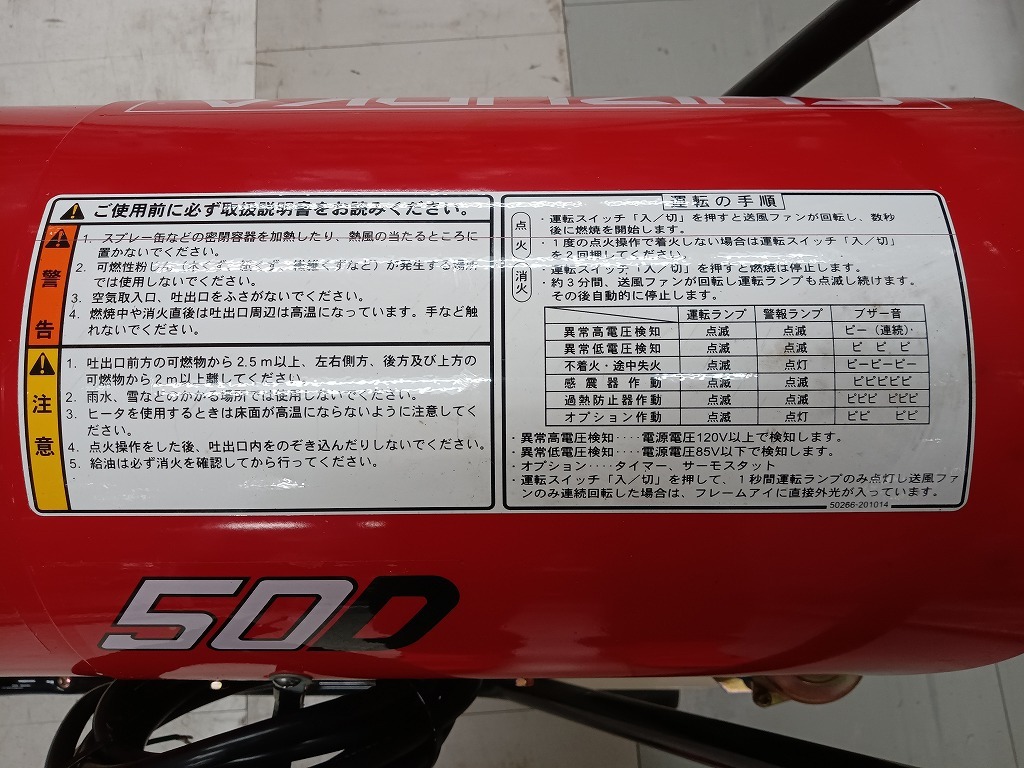 ご使用前に必ず取扱説明書をお読みください。
警告
1. スプレー缶などの密閉容器を加熱したり、熱風の当たるところに
置かないでください。
2. 可燃性粉じん（木くず、紙くず、繊維くずなど）が発生する場所
では使用しないでください。
3. 空気取入口、吐出口をふさがないでください。
4. 燃焼中や消火直後は吐出口周辺は高温になっています。手など触
れないでください。
注意
1. 吐出口前方の可燃物から2.5m以上、左右側方、後方及び上方の
可燃物から2m以上離してください。
2. 雨水、雪などのかかる場所では使用しないでください。
3. ヒータを使用するときは床面が高温にならないように注意してく
ださい。
4. 点火操作をした後、吐出口内をのぞき込んだりしないでください。
5. 給油は必ず消火を確認してから行ってください。
運転の手順
点火
・運転スイッチ「入／切」を押すと送風ファンが回転し、数秒
後に燃焼を開始します。
・1度の点火操作で着火しない場合は運転スイッチ「入／切」
を2回押してください。
消火
・運転スイッチ「入／切」を押すと燃焼は停止します。
・約3分間、送風ファンが回転し運転ランプも点滅し続けます。
その後自動的に停止します。
運転ランプ 警報ランプ ブザー音
異常高電圧検知 点滅 点滅 ピー（連続）
異常低電圧検知 点滅 点滅 ピ ピ ピ
不着火・途中失火 点滅 点灯 ピーピーピー
感震器作動 点滅 点滅 ピピピピピ
過熱防止器作動 点滅 点滅 ピピピ ピピピ
オプション作動 点滅 点灯 ピピ ピピ
・異常高電圧検知‥‥電源電圧120V以上で検知します。
・異常低電圧検知‥‥電源電圧85V以下で検知します。
・オプション‥‥タイマー、サーモスタット
・運転スイッチ「入／切」を押して、1秒間運転ランプのみ点灯し送風ファ
ンのみ連続回転した場合は、フレームアイに直接外光が入っています。
50266-201014
50D